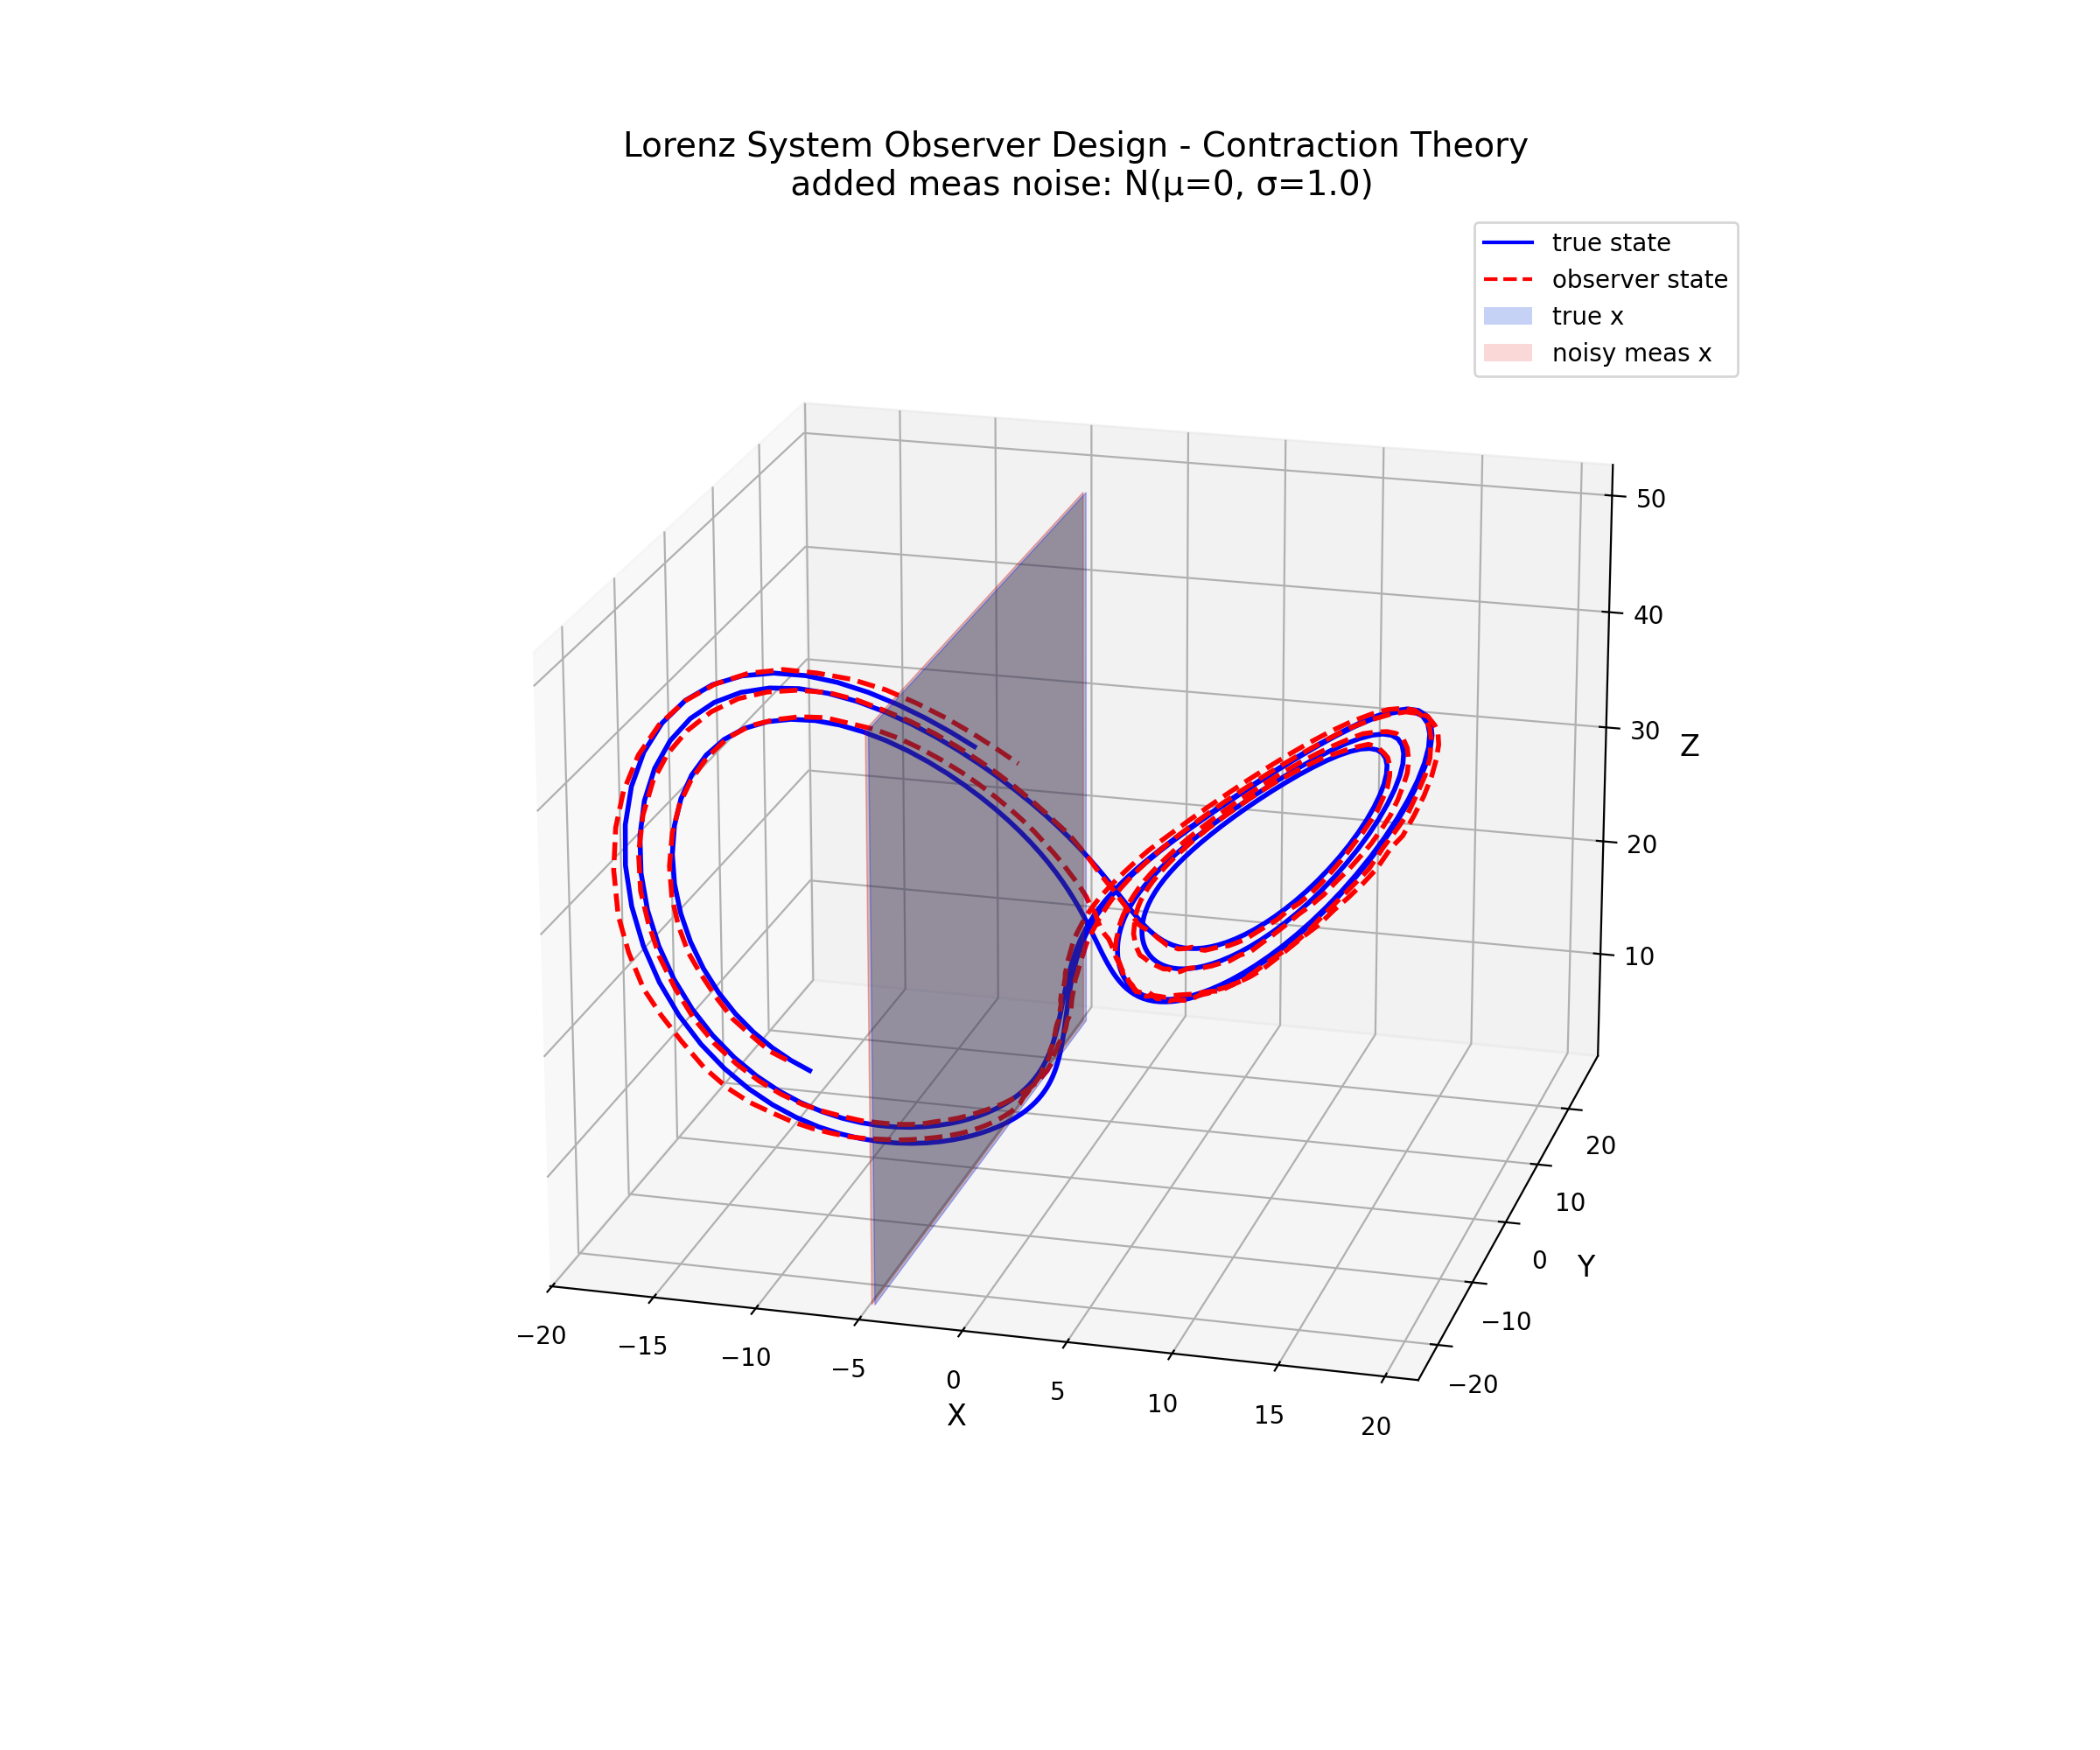 Lorenz System Observer Design - Contraction Theory
added meas noise: N(μ=0, σ=1.0)
true state
observer state
true x
noisy meas x
50
40
30
Z
20
10
20
10
0
Y
−10
−20
−20
−15
−10
−5
0
5
10
15
20
X